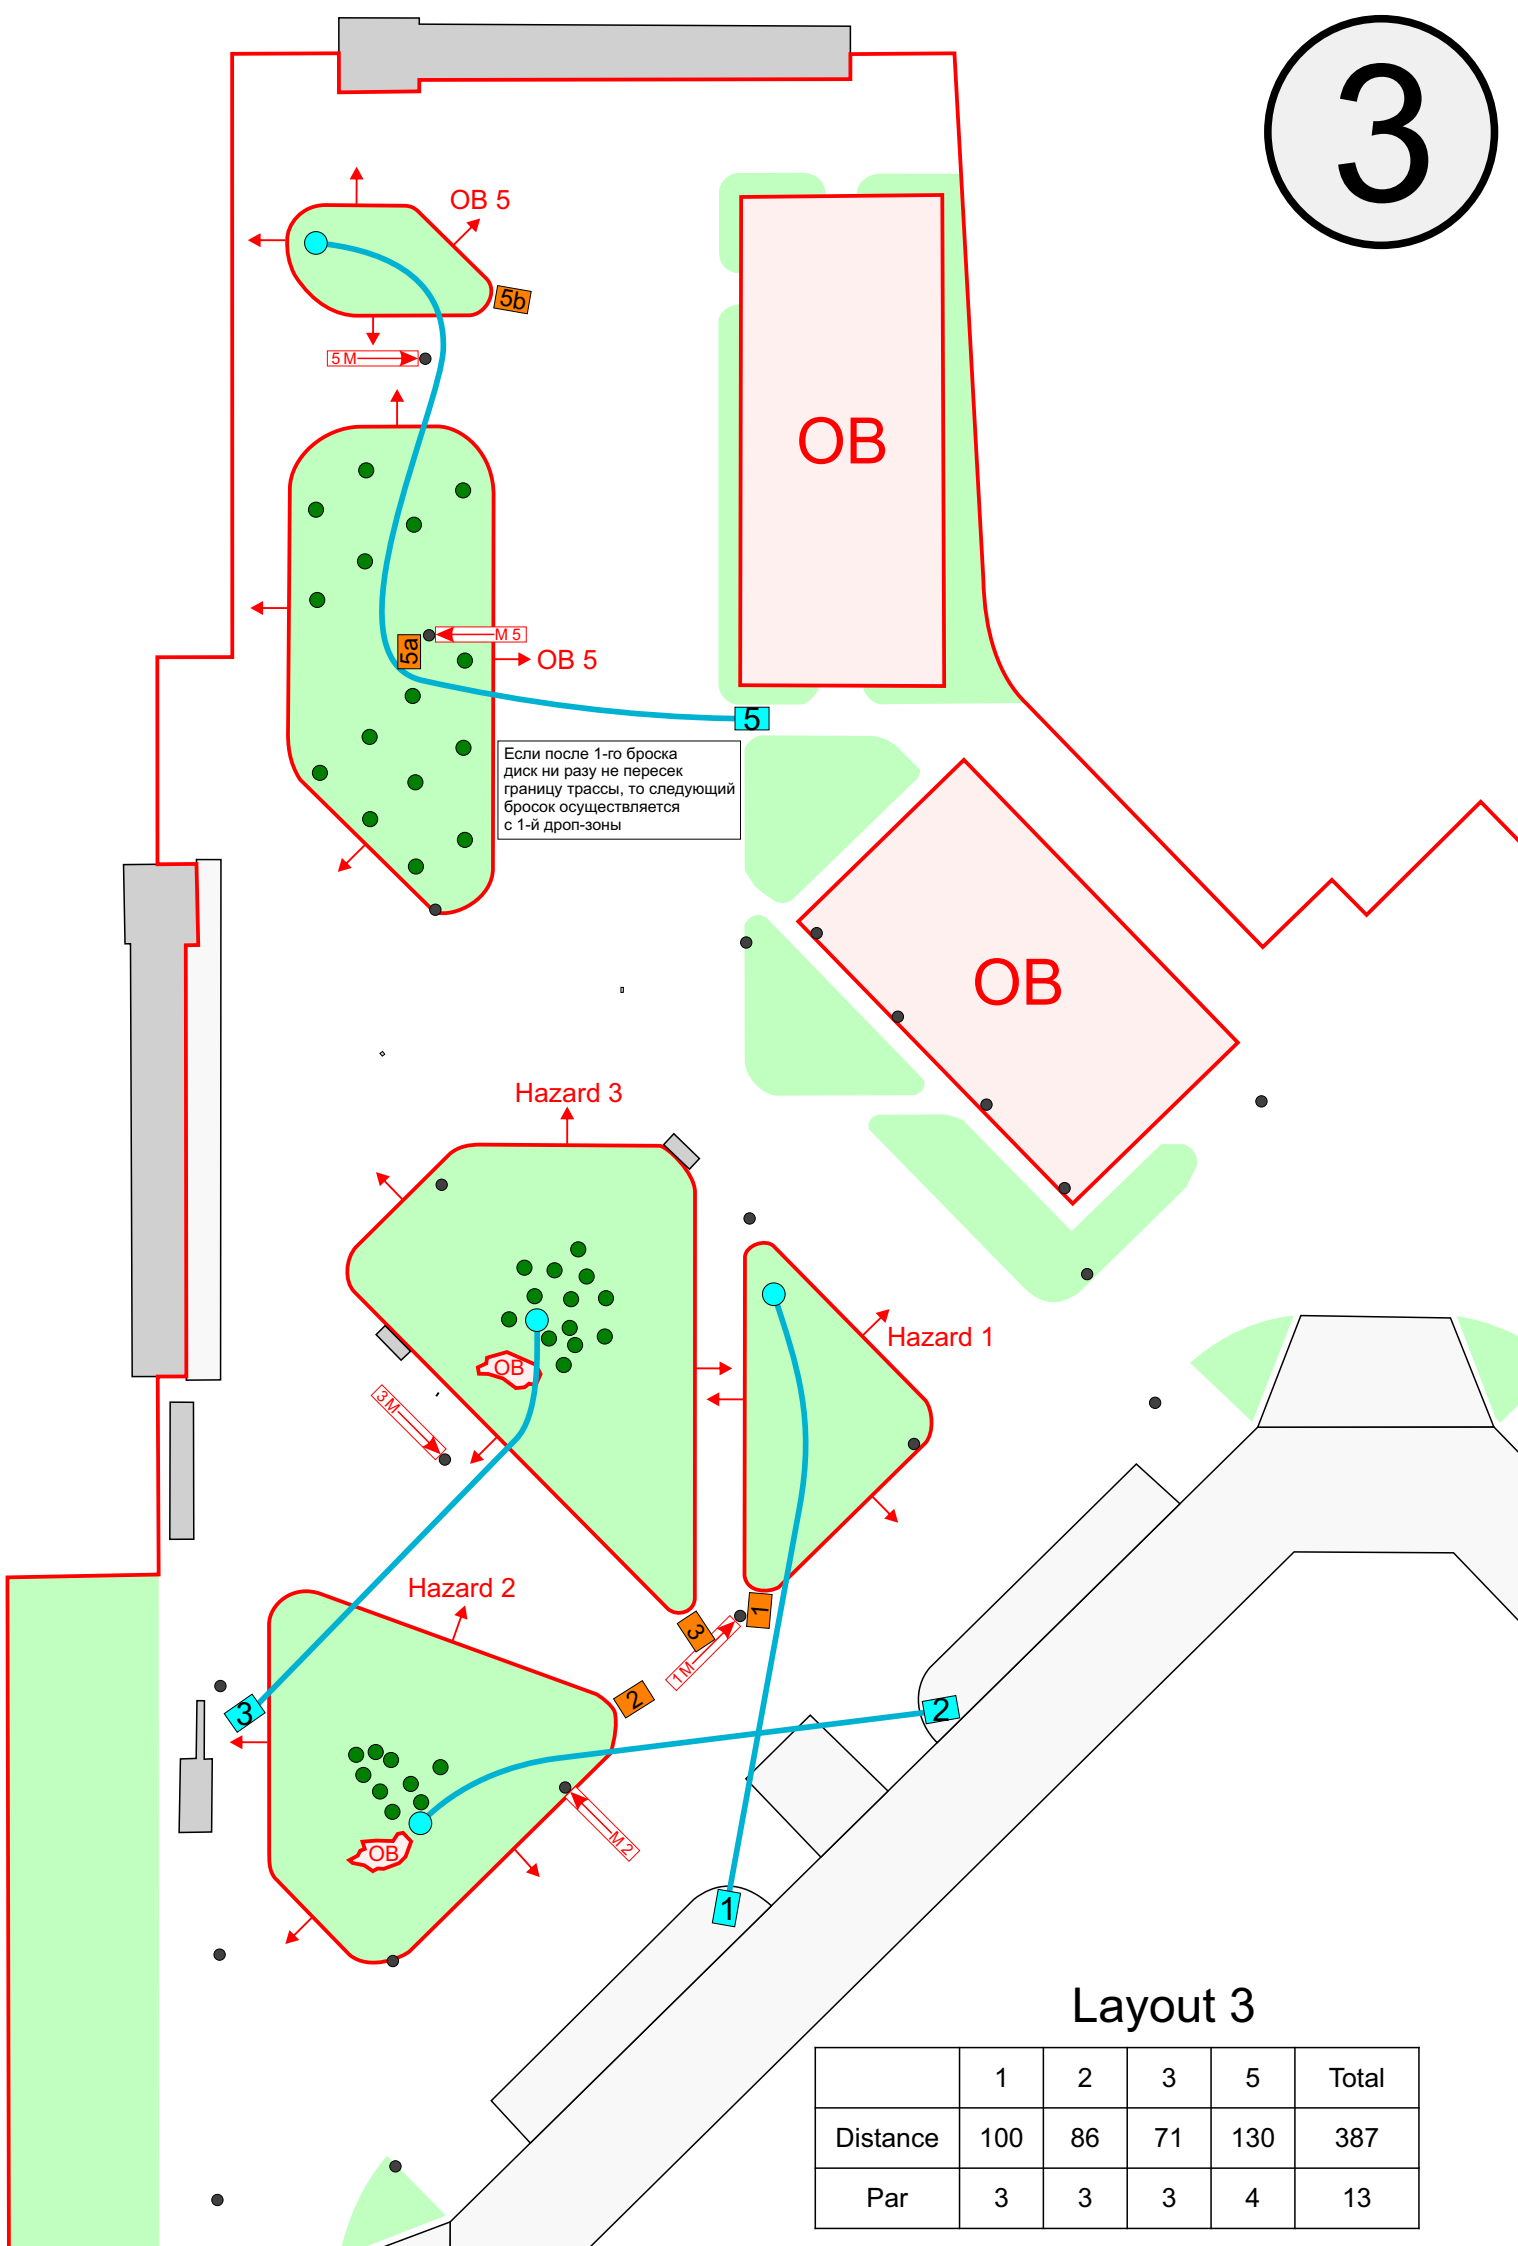 3
OB 5
5b
5 M
OB
5a
M 5
OB 5
5
Если после 1-го броска
диск ни разу не пересек
границу трассы, то следующий
бросок осуществляется
с 1-й дроп-зоны
OB
Hazard 3
Hazard 1
OB
3 M
Hazard 2
1
3
1 M
2
3
2
M 2
OB
1
Layout 3
1 2 3 5 Total
Distance 100 86 71 130 387
Par 3 3 3 4 13